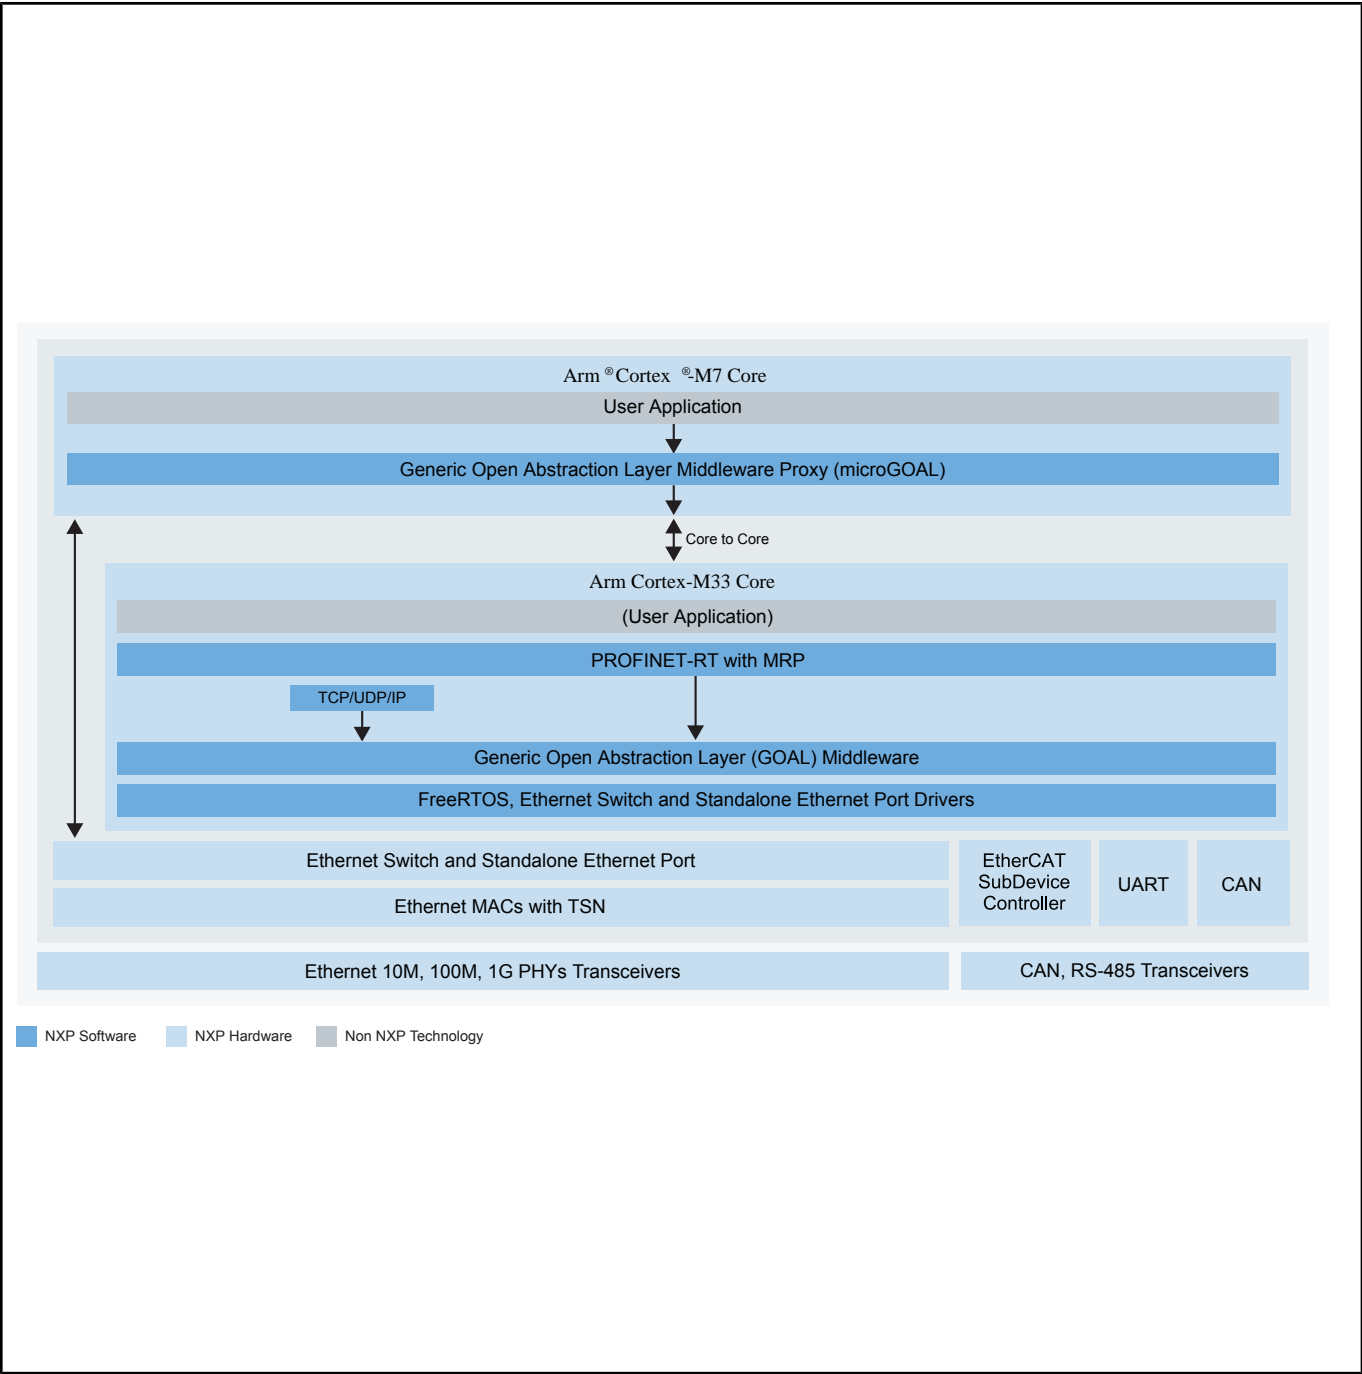 Arm ®Cortex ®-M7 Core
User Application
Generic Open Abstraction Layer Middleware Proxy (microGOAL)
Core to Core
Arm Cortex-M33 Core
(User Application)
PROFINET-RT with MRP
TCP/UDP/IP
Generic Open Abstraction Layer (GOAL) Middleware
FreeRTOS, Ethernet Switch and Standalone Ethernet Port Drivers
Ethernet Switch and Standalone Ethernet Port
Ethernet MACs with TSN
EtherCAT
SubDevice
Controller
UART
CAN
Ethernet 10M, 100M, 1G PHYs Transceivers
CAN, RS-485 Transceivers
NXP Software
NXP Hardware
Non NXP Technology